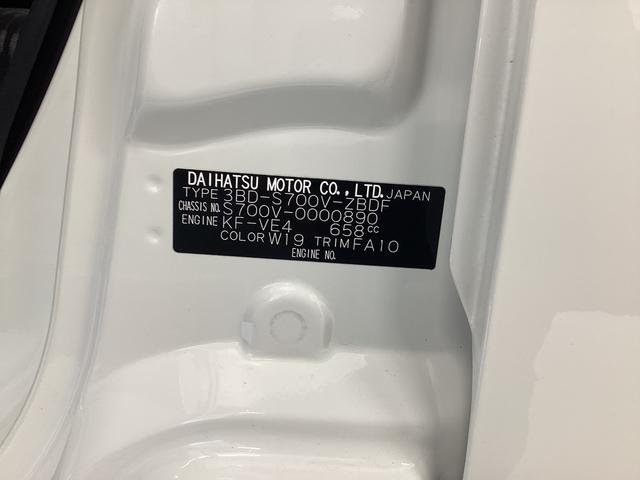 DAIHATSU MOTOR CO., LTD. JAPAN
TYPE 3BD-S700V-ZBDF
CHASSIS NO. S700V-0000890
ENGINE KF-VE4 658cc
COLOR W19 TRIM FA10
ENGINE NO.